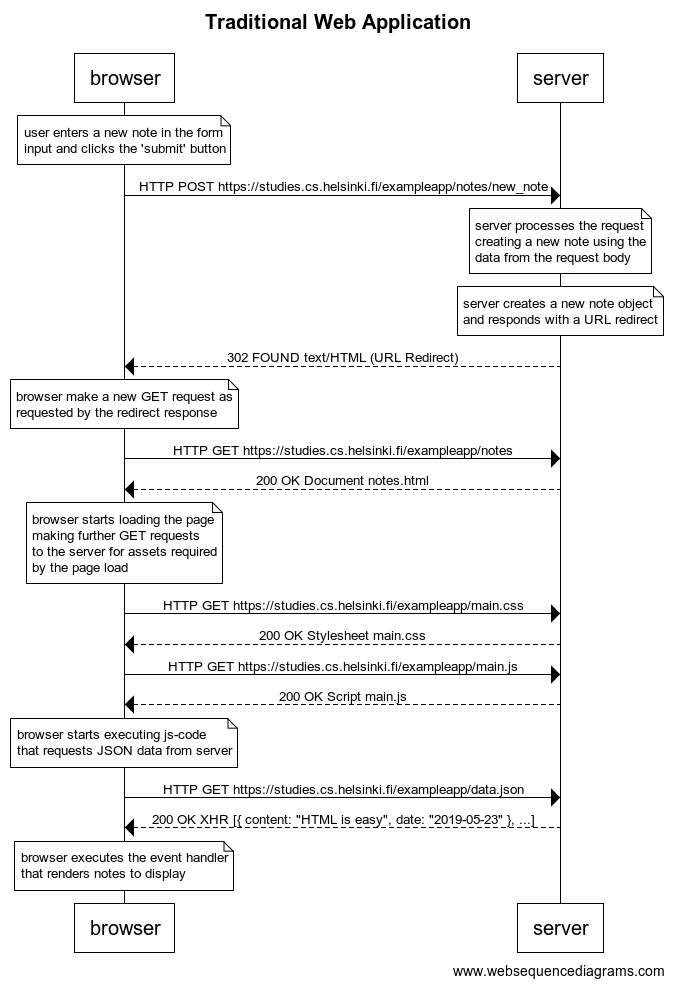 Traditional Web Application
browser
server
user enters a new note in the form
input and clicks the 'submit' button
HTTP POST https://studies.cs.helsinki.fi/exampleapp/notes/new_note
server processes the request
creating a new note using the
data from the request body
server creates a new note object
and responds with a URL redirect
302 FOUND text/HTML (URL Redirect)
browser make a new GET request as
requested by the redirect response
HTTP GET https://studies.cs.helsinki.fi/exampleapp/notes
200 OK Document notes.html
browser starts loading the page
making further GET requests
to the server for assets required
by the page load
HTTP GET https://studies.cs.helsinki.fi/exampleapp/main.css
200 OK Stylesheet main.css
HTTP GET https://studies.cs.helsinki.fi/exampleapp/main.js
200 OK Script main.js
browser starts executing js-code
that requests JSON data from server
HTTP GET https://studies.cs.helsinki.fi/exampleapp/data.json
200 OK XHR [{ content: "HTML is easy", date: "2019-05-23" }, ...]
browser executes the event handler
that renders notes to display
browser
server
www.websequencediagrams.com